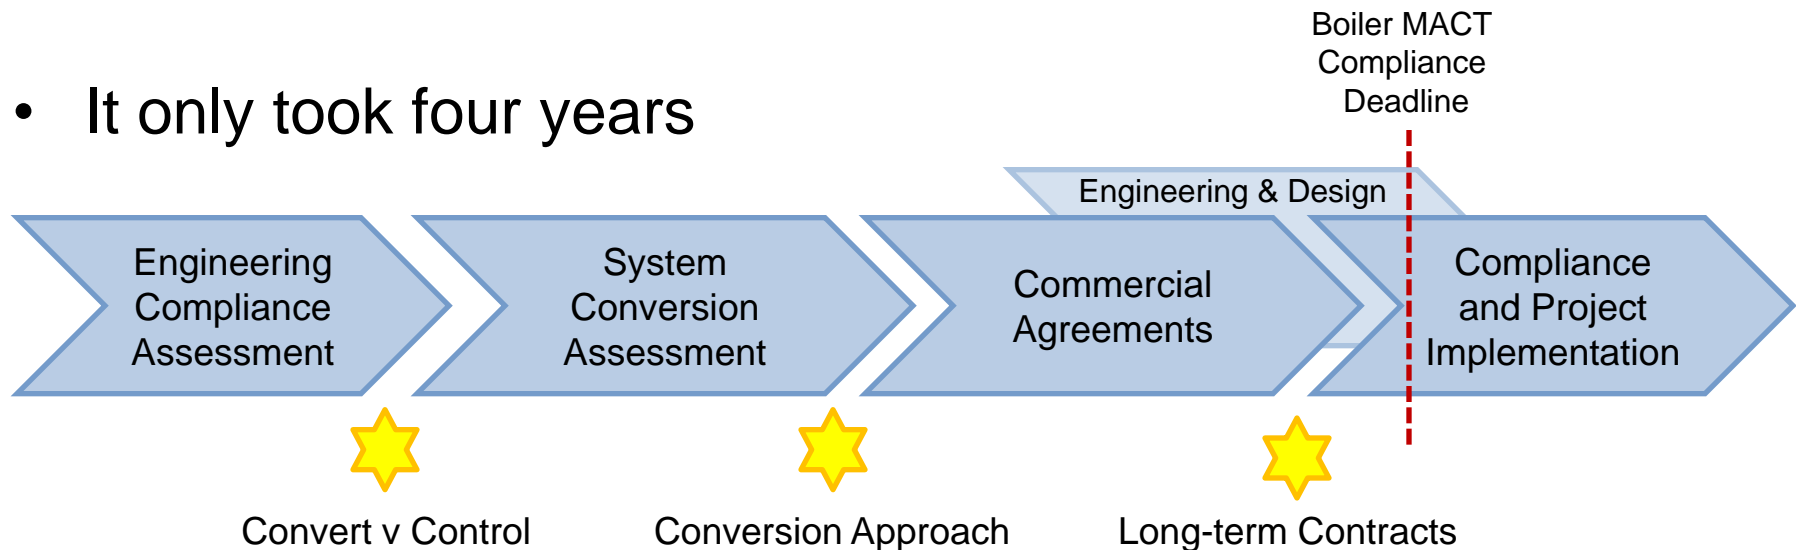 Boiler MACT
Compliance
Deadline
• It only took four years
Engineering & Design
Engineering
Compliance
Assessment
System
Conversion
Assessment
Commercial
Agreements
Compliance
and Project
Implementation
Convert v Control
Conversion Approach
Long-term Contracts